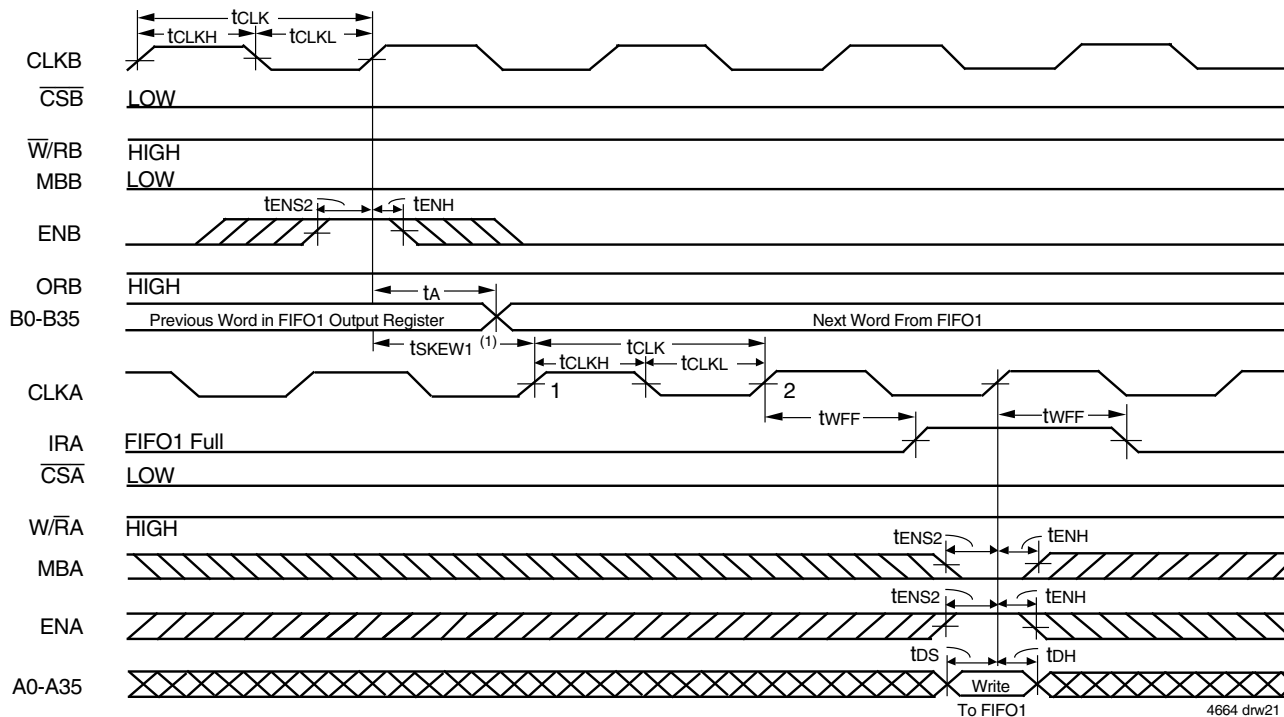 tCLK
tCLKH tCLKL
CLKB
CSB LOW
W/RB HIGH
MBB LOW
tENS2 tENH
ENB
ORB HIGH
tA
B0-B35 Previous Word in FIFO1 Output Register Next Word From FIFO1
tSKEW1 (1) tCLK
tCLKH tCLKL
CLKA 1 2
tWFF tWFF
IRA FIFO1 Full
CSA LOW
W/RA HIGH
tENS2 tENH
MBA
tENS2 tENH
ENA
tDS tDH
A0-A35 Write
To FIFO1
4664 drw21